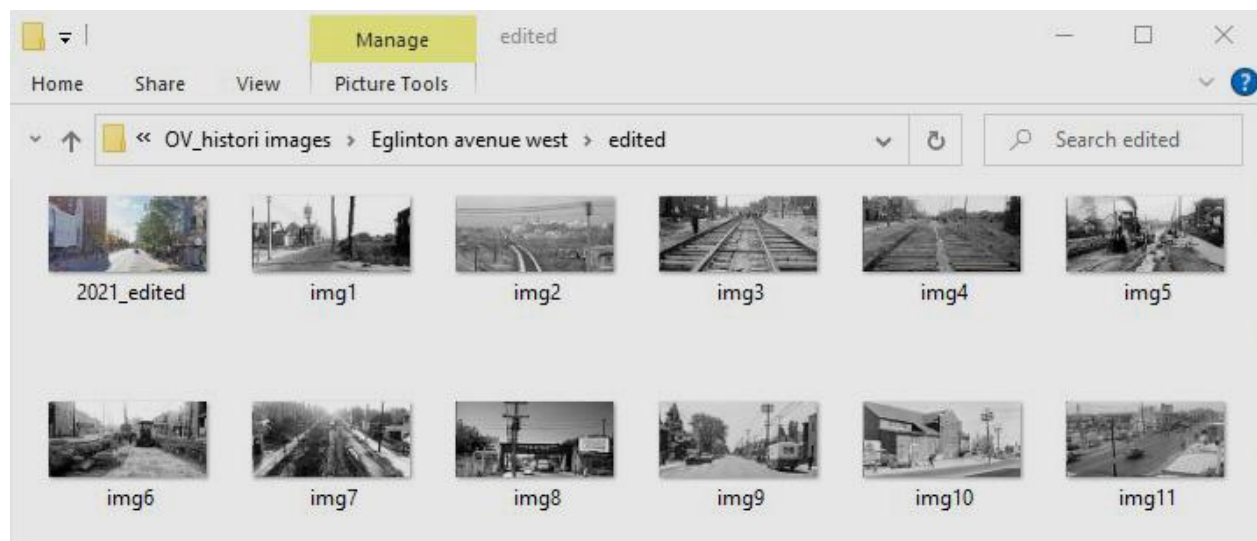 Manage edited
Home Share View Picture Tools
« OV_histori images › Eglinton avenue west › edited Search edited
2021_edited img1 img2 img3 img4 img5
img6 img7 img8 img9 img10 img11